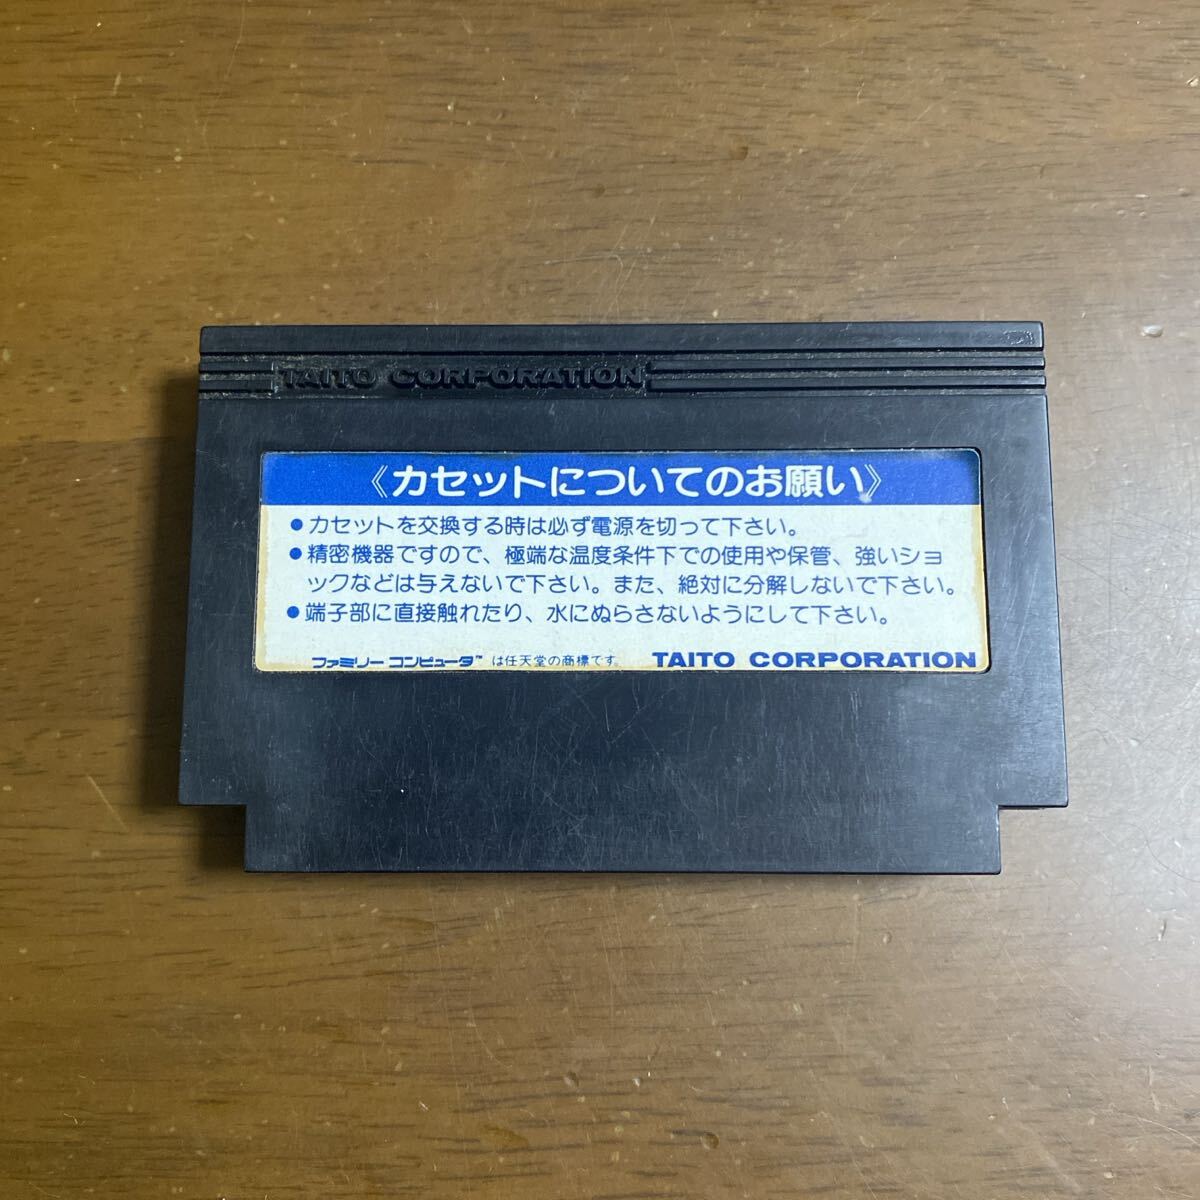 TAITO CORPORATION
《カセットについてのお願い》
●カセットを交換する時は必ず電源を切って下さい。
●精密機器ですので、極端な温度条件下での使用や保管、強いショ
ックなどは与えないで下さい。また、絶対に分解しないで下さい。
●端子部に直接触れたり、水にぬらさないようにして下さい。
ファミリーコンピュータ™ は任天堂の商標です。 TAITO CORPORATION